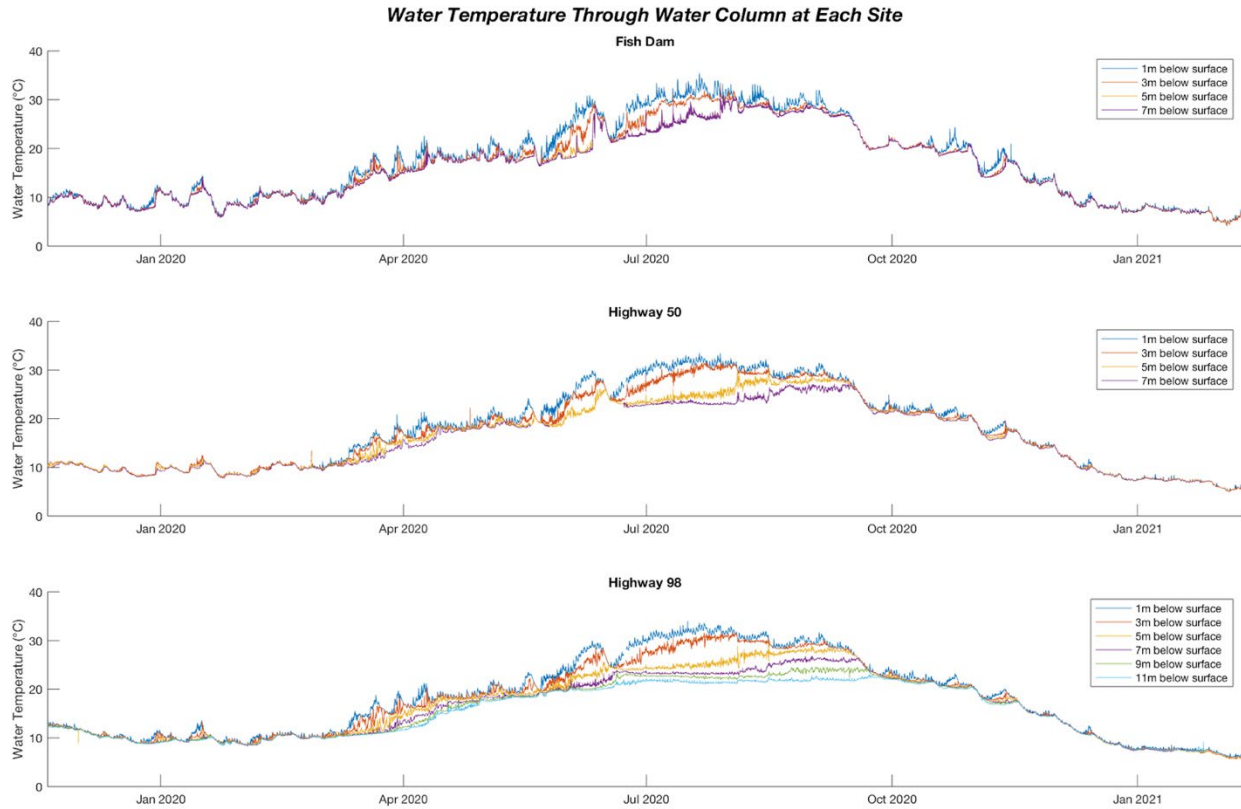 Water Temperature Through Water Column at Each Site
Fish Dam
Water Temperature (°C)
40
30
20
10
0
1m below surface
3m below surface
5m below surface
7m below surface
Jan 2020 Apr 2020 Jul 2020 Oct 2020 Jan 2021
Highway 50
Water Temperature (°C)
40
30
20
10
0
1m below surface
3m below surface
5m below surface
7m below surface
Jan 2020 Apr 2020 Jul 2020 Oct 2020 Jan 2021
Highway 98
Water Temperature (°C)
40
30
20
10
0
1m below surface
3m below surface
5m below surface
7m below surface
9m below surface
11m below surface
Jan 2020 Apr 2020 Jul 2020 Oct 2020 Jan 2021